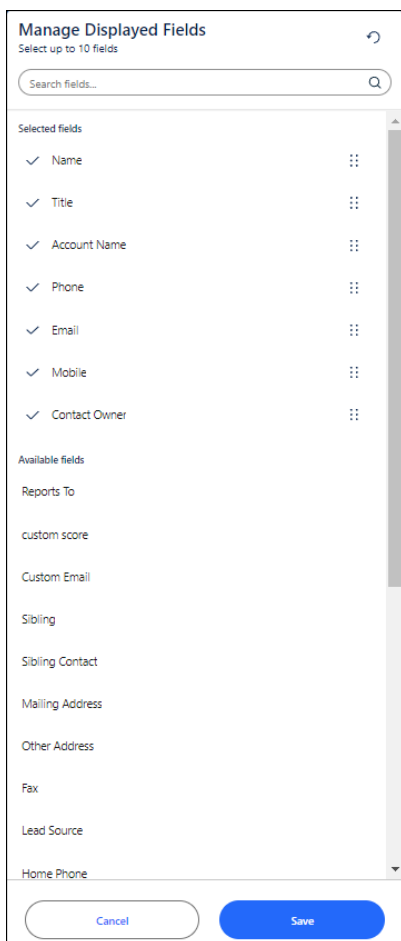 Manage Displayed Fields
Select up to 10 fields
Search fields...
Selected fields
Name
Title
Account Name
Phone
Email
Mobile
Contact Owner
Available fields
Reports To
custom score
Custom Email
Sibling
Sibling Contact
Mailing Address
Other Address
Fax
Lead Source
Home Phone
Cancel
Save